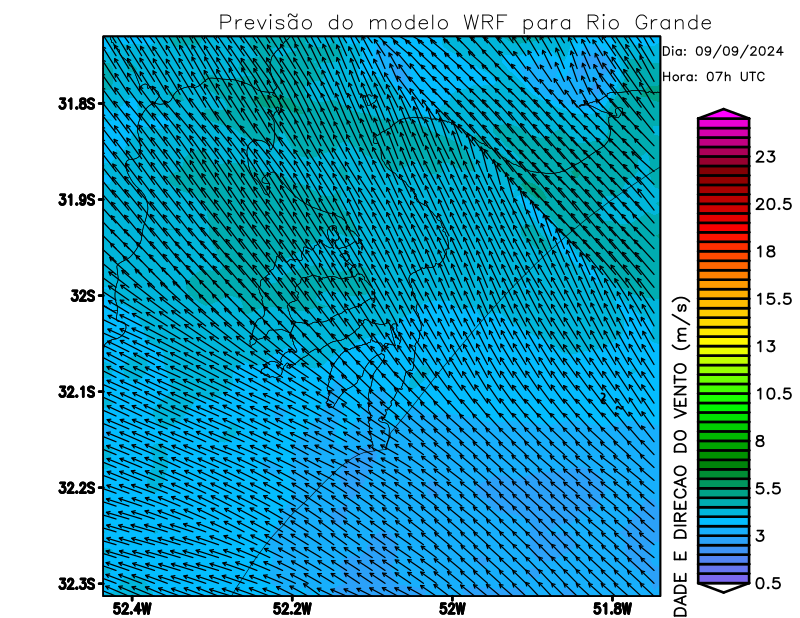 Previsão do modelo WRF para Rio Grande
Dia: 09/09/2024
Hora: 07h UTC
31.8S
31.9S
32S
32.1S
32.2S
32.3S
52.4W
52.2W
52W
51.8W
23
20.5
18
15.5
13
10.5
8
5.5
3
0.5
DADE E DIRECAO DO VENTO (m/s)